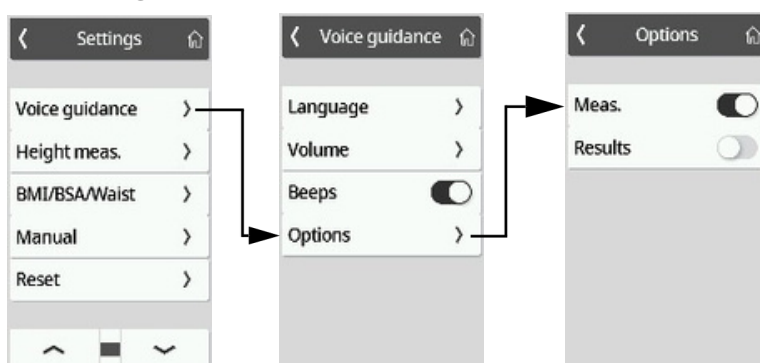 Settings
Voice guidance
Height meas.
BMI/BSA/Waist
Manual
Reset
Voice guidance
Language
Volume
Beeps
Options
Options
Meas.
Results